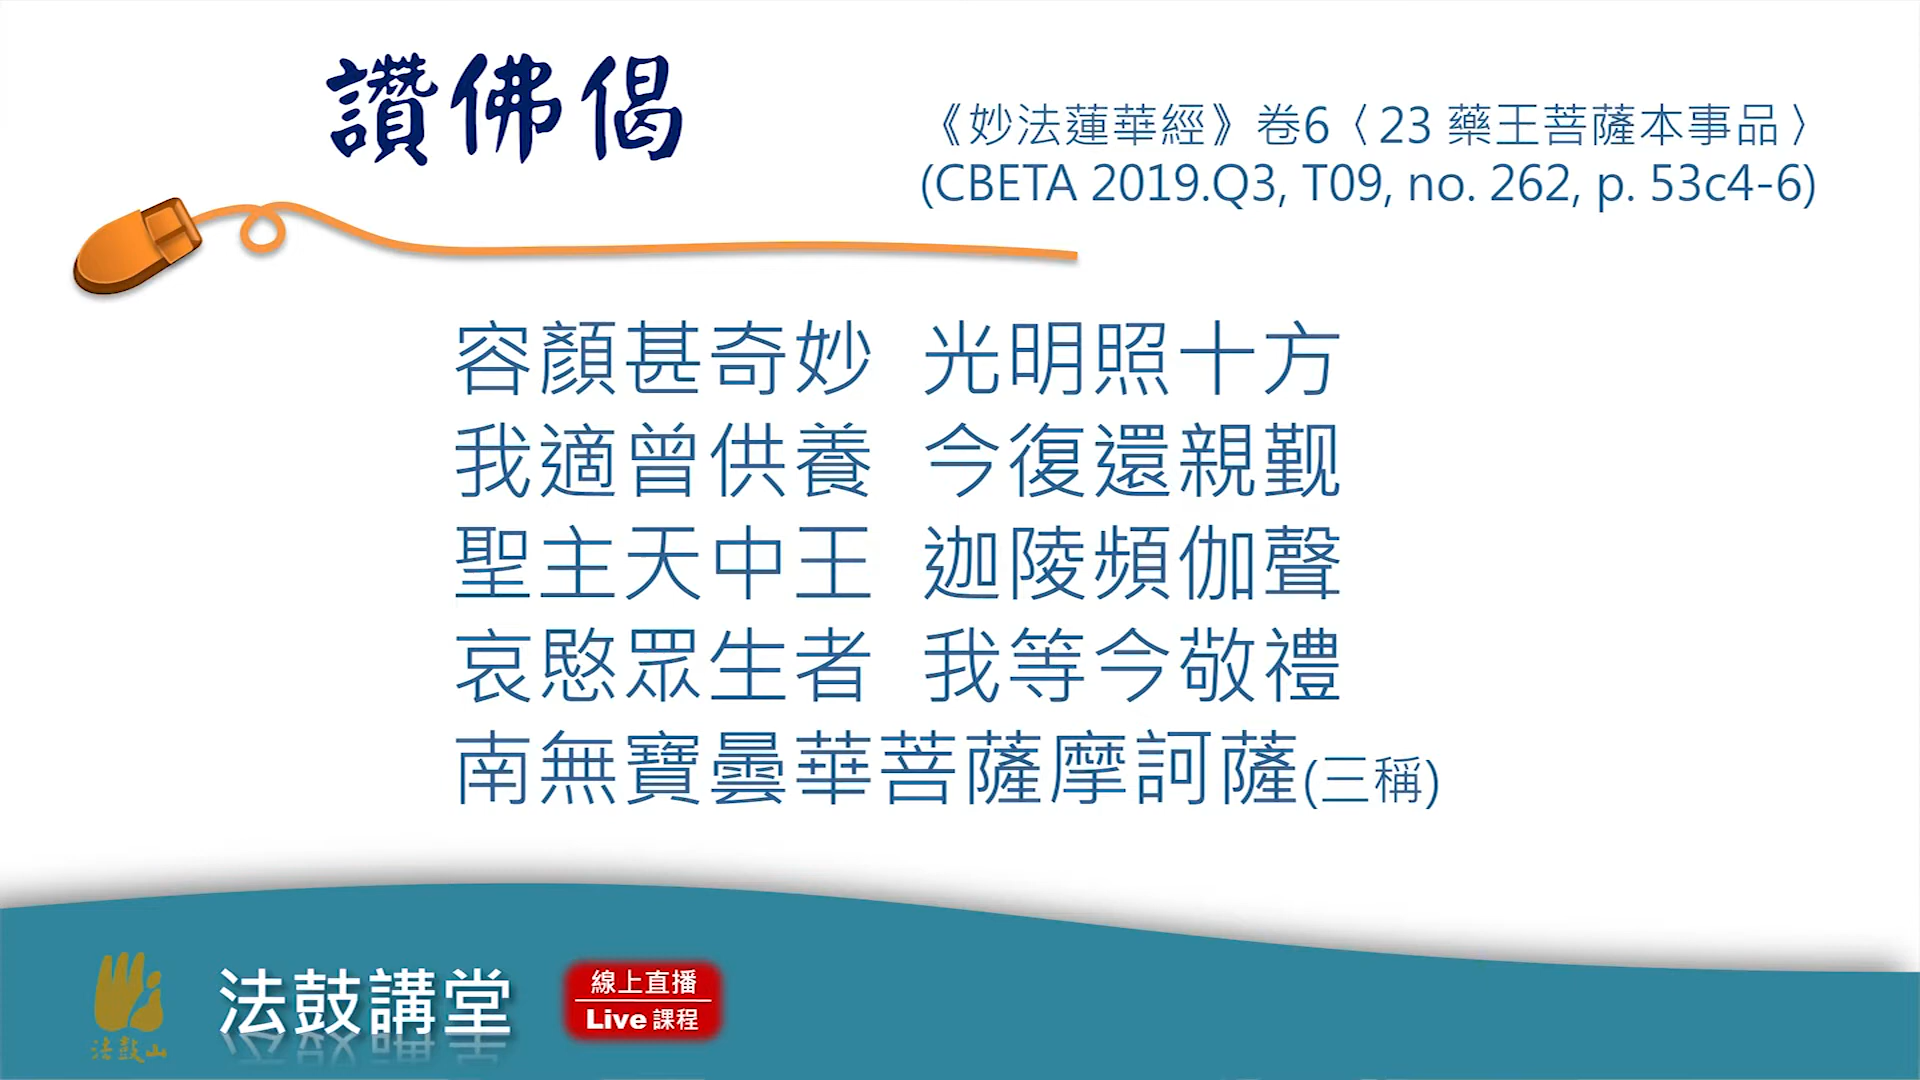 讚佛偈
《妙法蓮華經》卷6〈23 藥王菩薩本事品〉
(CBETA 2019.Q3, T09, no. 262, p. 53c4-6)
容顏甚奇妙 光明照十方
我適曾供養 今復還親觐
聖主天中王 迦陵頻伽聲
哀愍眾生者 我等今敬禮
南無寶曇華菩薩摩訶薩(三稱)
法鼓山
法鼓講堂
線上直播
Live 課程